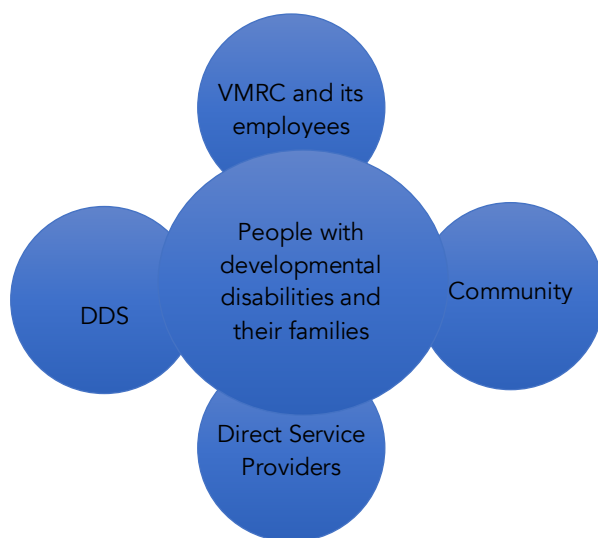 VMRC and its
employees
People with
developmental
disabilities and
their families
DDS
Community
Direct Service
Providers